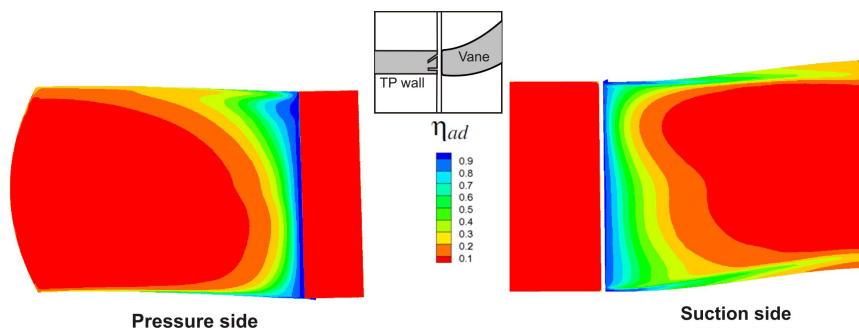 TP wall
Vane
ηad
0.9
0.8
0.7
0.6
0.5
0.4
0.3
0.2
0.1
Pressure side
Suction side